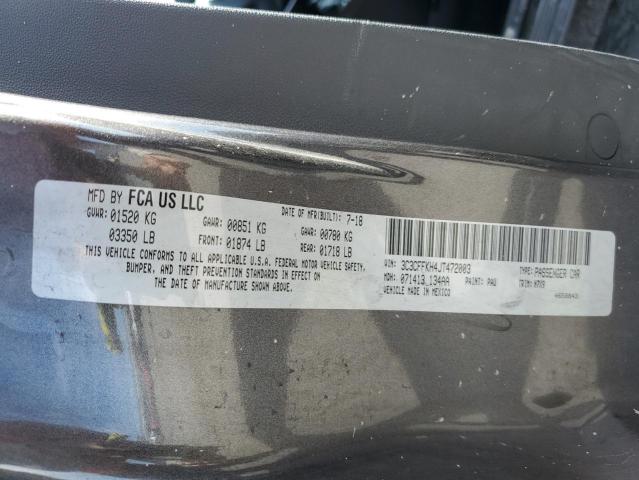 MFD BY FCA US LLC
DATE OF MFR(BUILT): 7-18
GVWR: 01520 KG
GAWR: 00851 KG
GAWR: 00780 KG
03350 LB
FRONT: 01874 LB
REAR: 01718 LB
THIS VEHICLE CONFORMS TO ALL APPLICABLE U.S.A. FEDERAL MOTOR VEHICLE SAFETY,
BUMPER, AND THEFT PREVENTION STANDARDS IN EFFECT ON
THE DATE OF MANUFACTURE SHOWN ABOVE.
VIN: 3C3CFFKH4JT472003
TYPE: PASSENGER CAR
MDH: 071413 134AA
PAINT: PAQ
TRIM:
VEHICLE MADE IN MEXICO